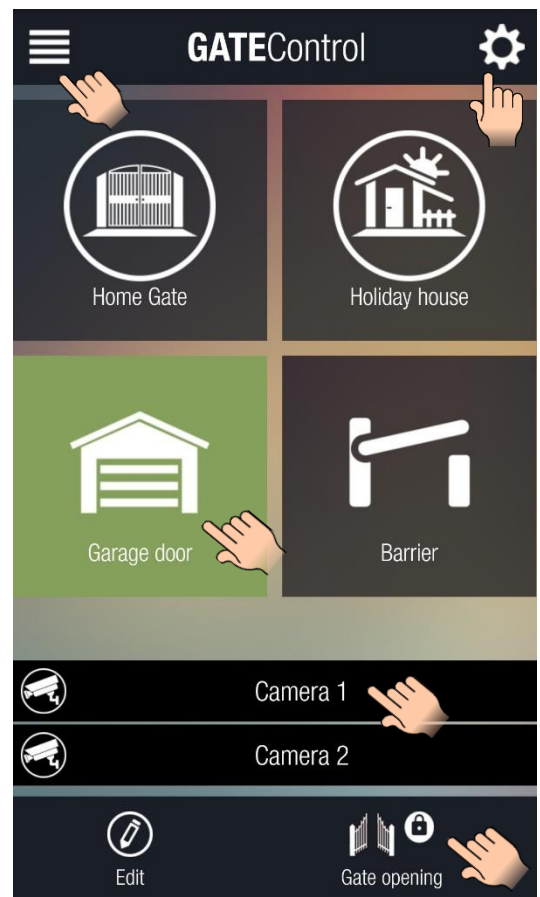 GATEControl
Home Gate
Holiday house
Garage door
Barrier
Camera 1
Camera 2
Edit
Gate opening